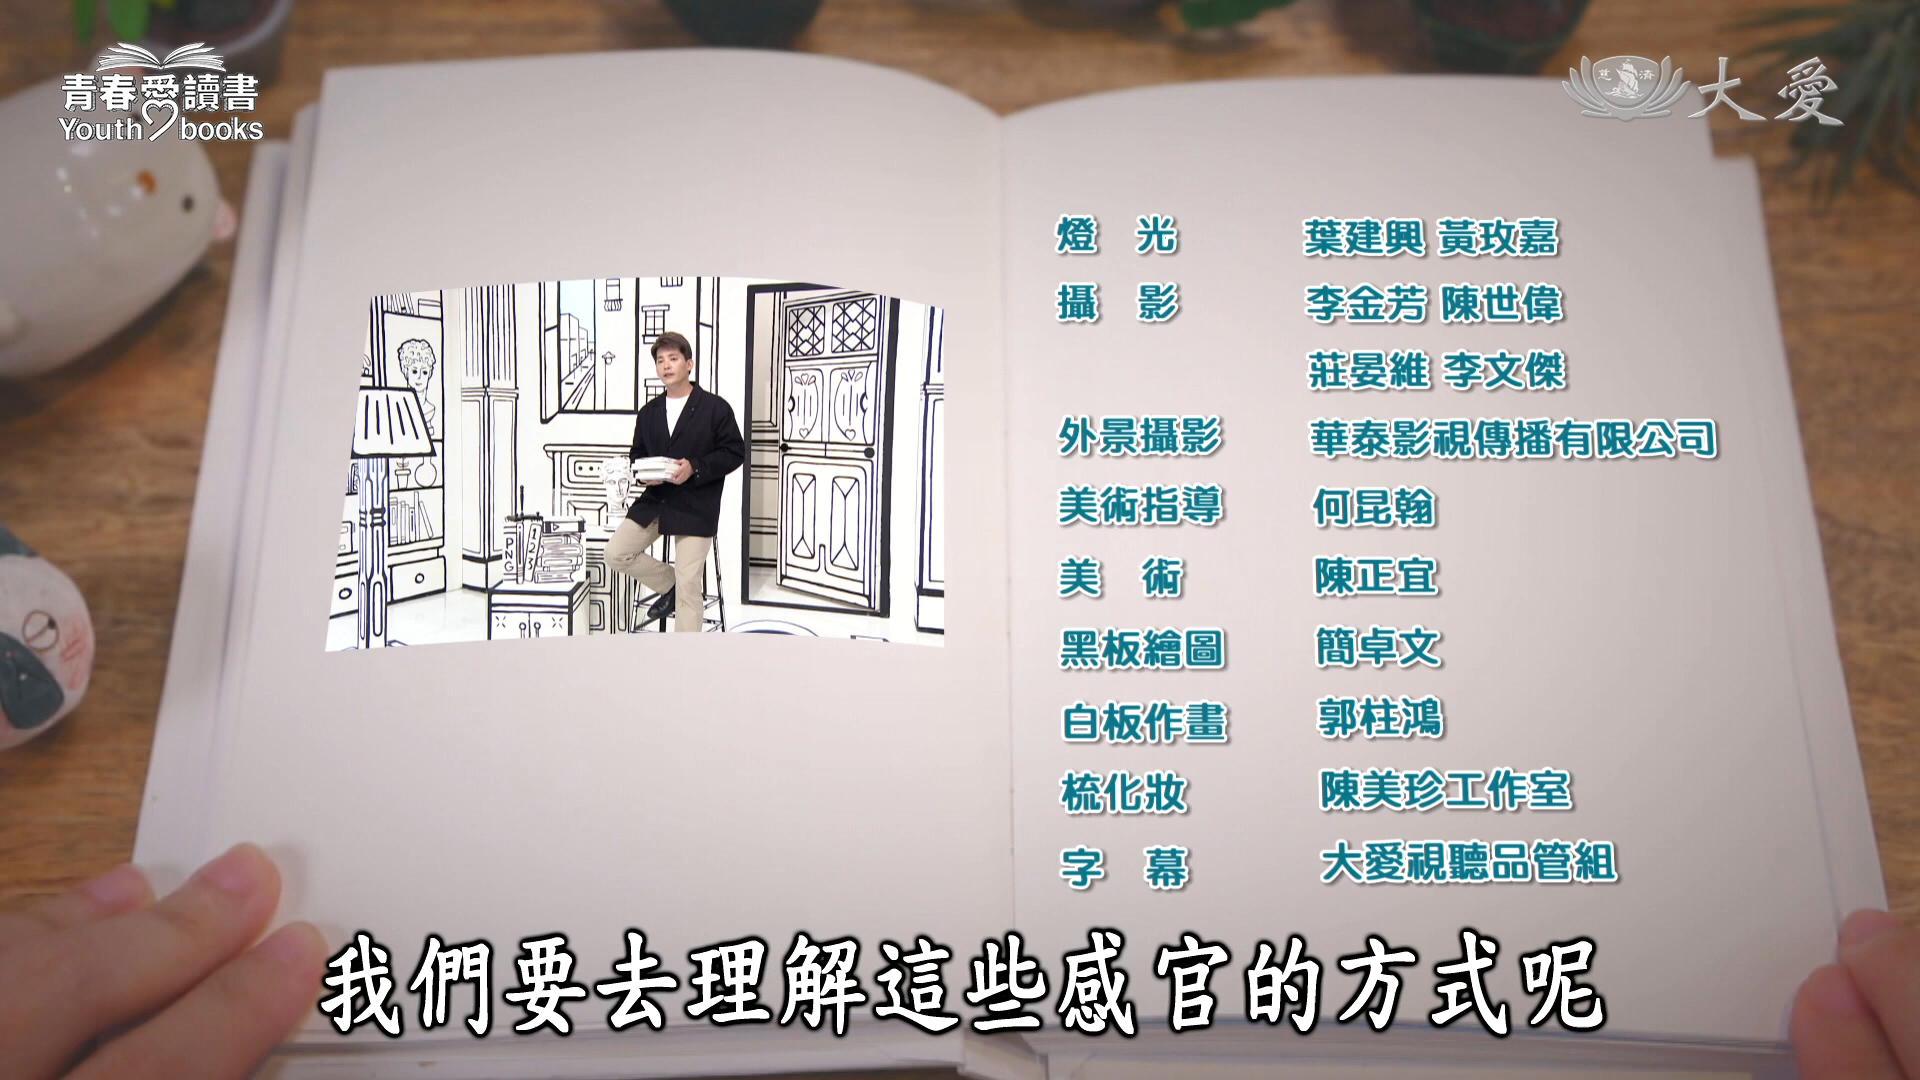 青春愛讀書
Youth books
慈濟 大愛
燈 光 葉建興 黃玫嘉
攝 影 李金芳 陳世偉
莊晏維 李文傑
外景攝影 華泰影視傳播有限公司
美術指導 何昆翰
美 術 陳正宜
黑板繪圖 簡卓文
白板作畫 郭柱鴻
梳化妝 陳美珍工作室
字 幕 大愛視聽品管組
PNG
123
我們要去理解這些感官的方式呢